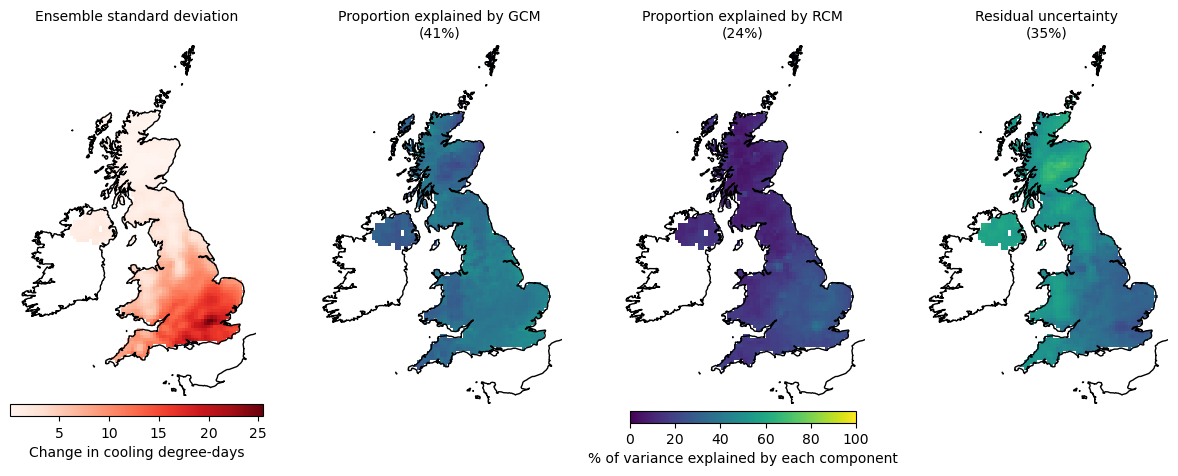 Ensemble standard deviation
Proportion explained by GCM
(41%)
Proportion explained by RCM
(24%)
Residual uncertainty
(35%)
5 10 15 20 25
Change in cooling degree-days
0 20 40 60 80 100
% of variance explained by each component